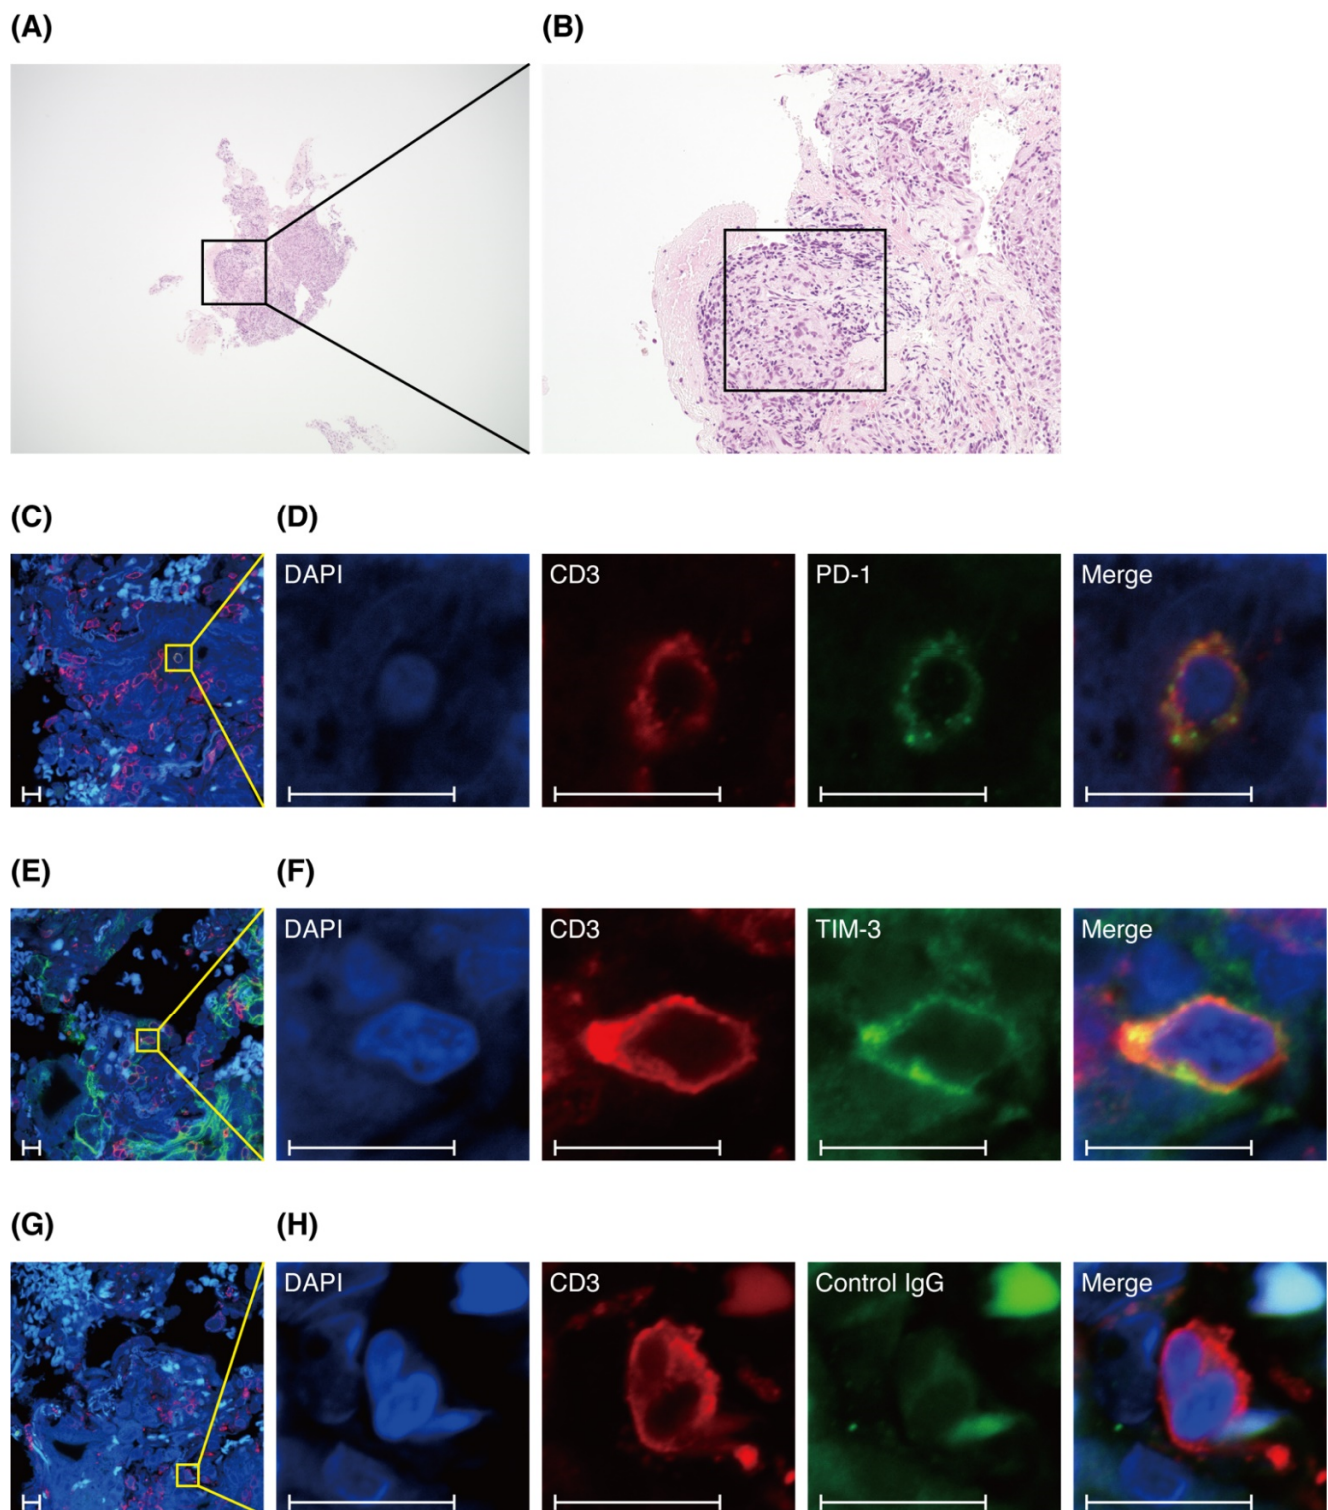 (A) (B)
(C) (D)
DAPI CD3 PD-1 Merge
(E) (F)
DAPI CD3 TIM-3 Merge
(G) (H)
DAPI CD3 Control IgG Merge